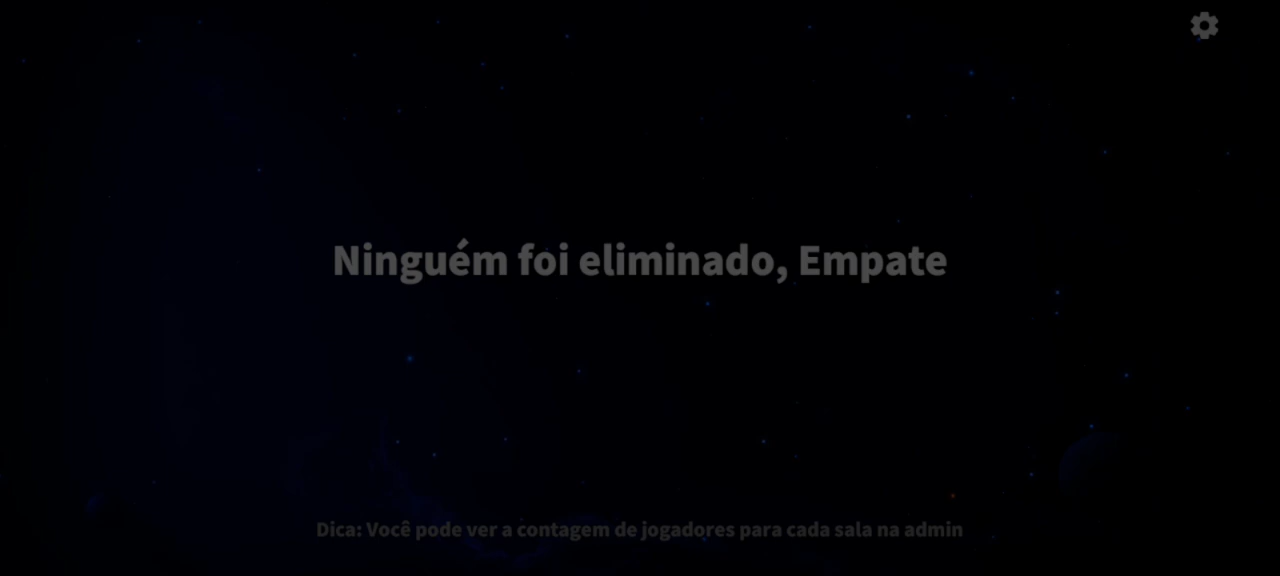 Ninguém foi eliminado, Empate
Dica: Você pode ver a contagem de jogadores para cada sala na admin